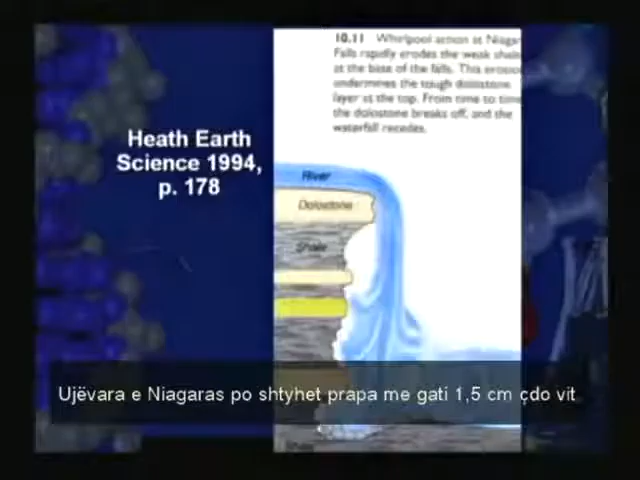 10.11 Whirlpool action at Niagar
Falls rapidly erodes the weak shale
at the base of the falls. This erosion
undermines the tough dolostone
layer at the top. From time to time
the dolostone breaks off, and the
waterfall recedes.
Heath Earth
Science 1994,
p. 178
River
Dolostone
Shale
Ujëvara e Niagaras po shtyhet prapa me gati 1,5 cm çdo vit